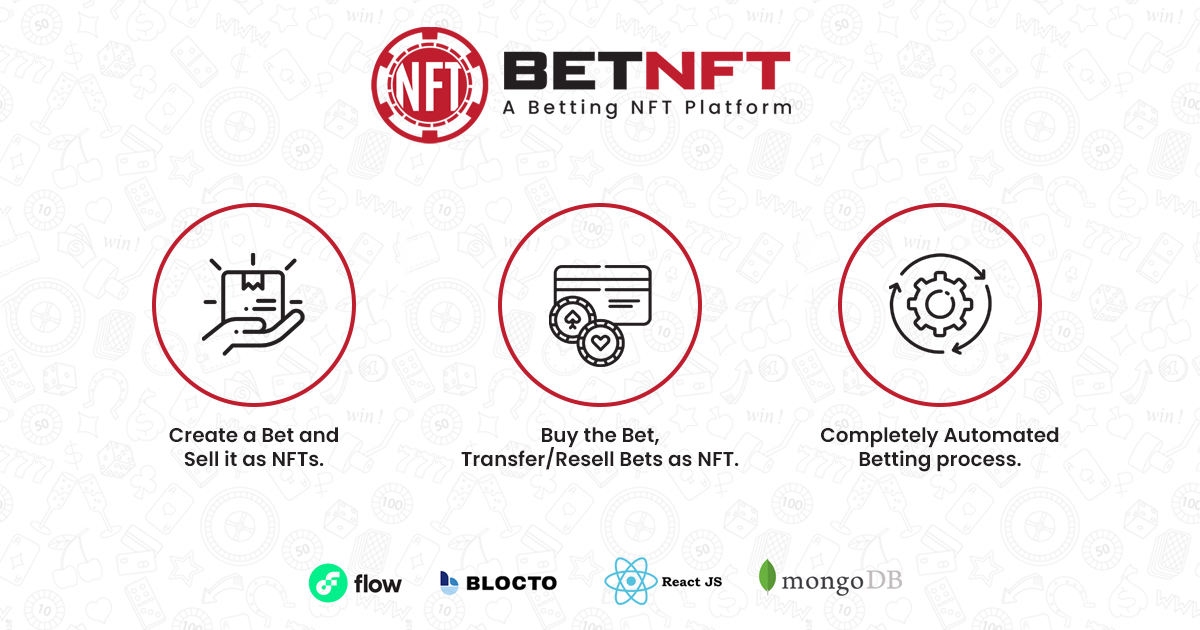 NFT
BETNFT
A Betting NFT Platform
Create a Bet and
Sell it as NFTs.
Buy the Bet,
Transfer/Resell Bets as NFT.
Completely Automated
Betting process.
flow
BLOCTO
React JS
mongoDB